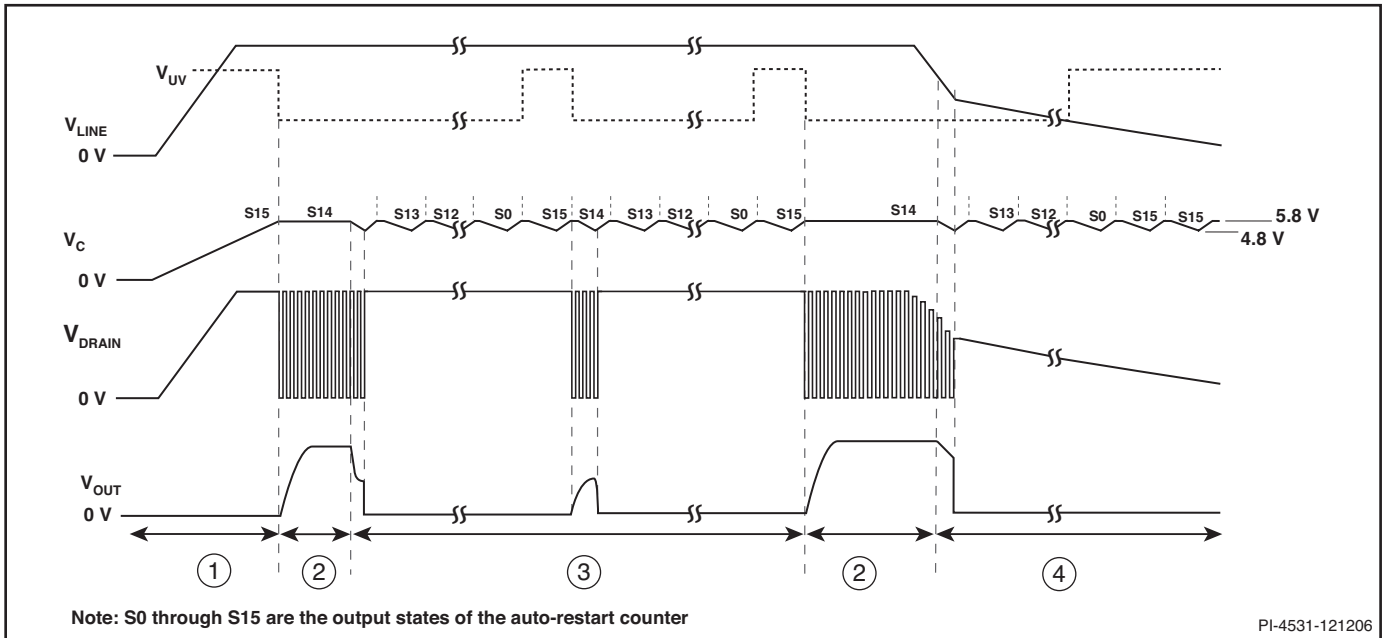 V_UV
V_LINE
0 V
S15 S14 S13 S12 S0 S15 S14 S13 S12 S0 S15 S14 S13 S12 S0 S15 S15 5.8 V
4.8 V
V_C
0 V
V_DRAIN
0 V
V_OUT
0 V
1 2 3 2 4
Note: S0 through S15 are the output states of the auto-restart counter
PI-4531-121206